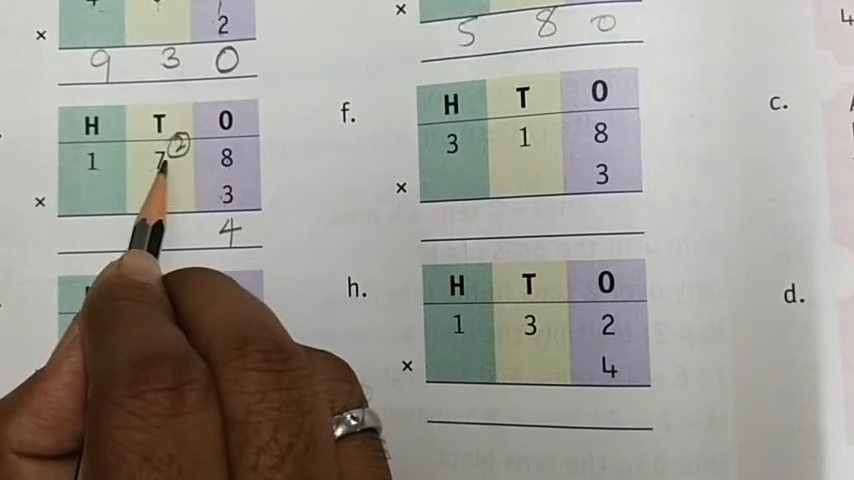 2
× ×
9 3 0
5 8 0
H T O
1 7 2 8
× 3
4
f.
H T O
3 1 8
× 3
h.
H T O
1 3 2
× 4
c.
d.
4